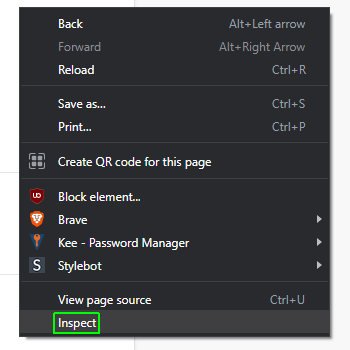 Back Alt+Left arrow
Forward Alt+Right Arrow
Reload Ctrl+R
Save as... Ctrl+S
Print... Ctrl+P
Create QR code for this page
Block element...
Brave
Kee - Password Manager
S Stylebot
View page source Ctrl+U
Inspect